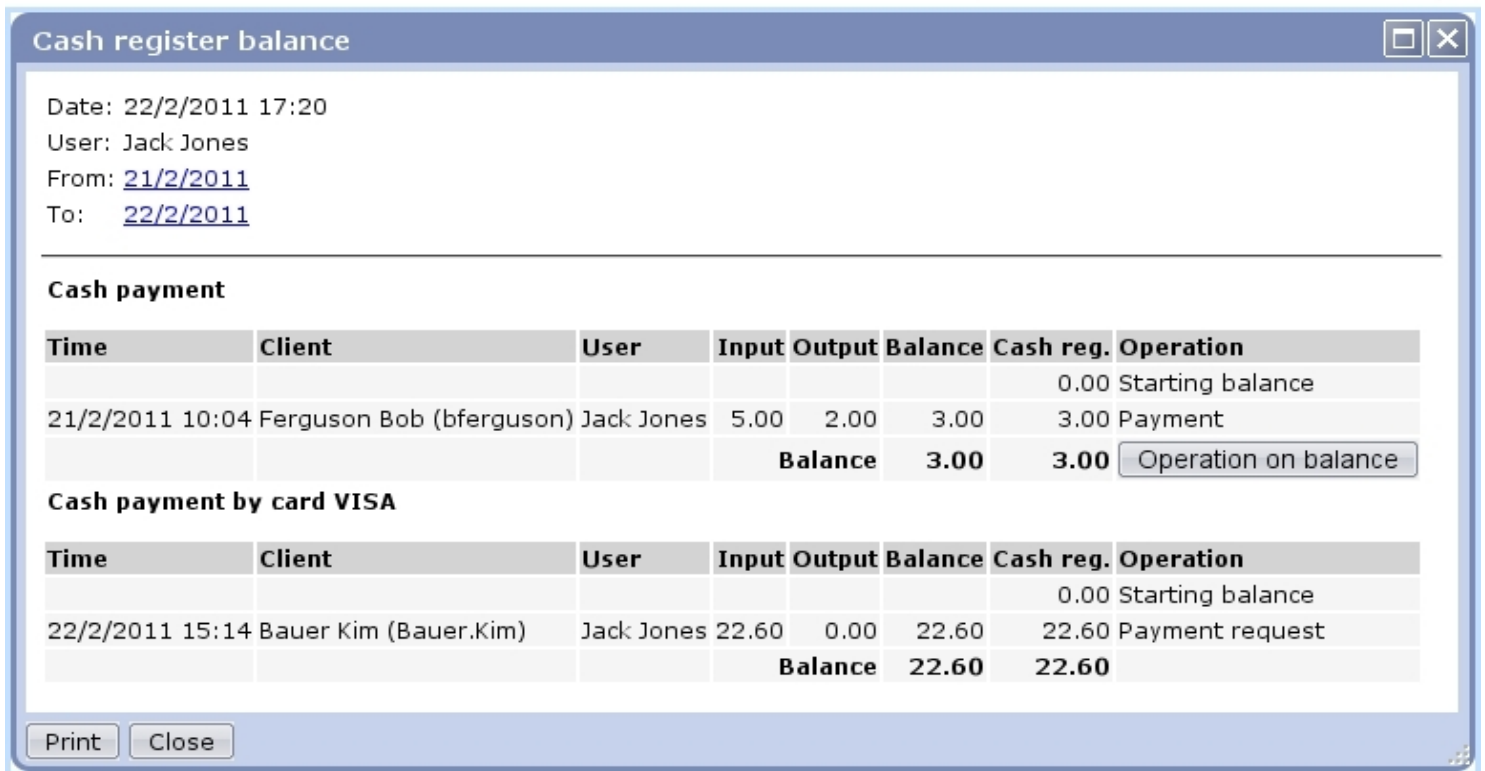 Cash register balance
Date: 22/2/2011 17:20
User: Jack Jones
From: 21/2/2011
To: 22/2/2011
Cash payment
Time Client User Input Output Balance Cash reg. Operation
0.00 Starting balance
21/2/2011 10:04 Ferguson Bob (bferguson) Jack Jones 5.00 2.00 3.00 3.00 Payment
Balance 3.00 3.00 Operation on balance
Cash payment by card VISA
Time Client User Input Output Balance Cash reg. Operation
0.00 Starting balance
22/2/2011 15:14 Bauer Kim (Bauer.Kim) Jack Jones 22.60 0.00 22.60 22.60 Payment request
Balance 22.60 22.60
Print Close